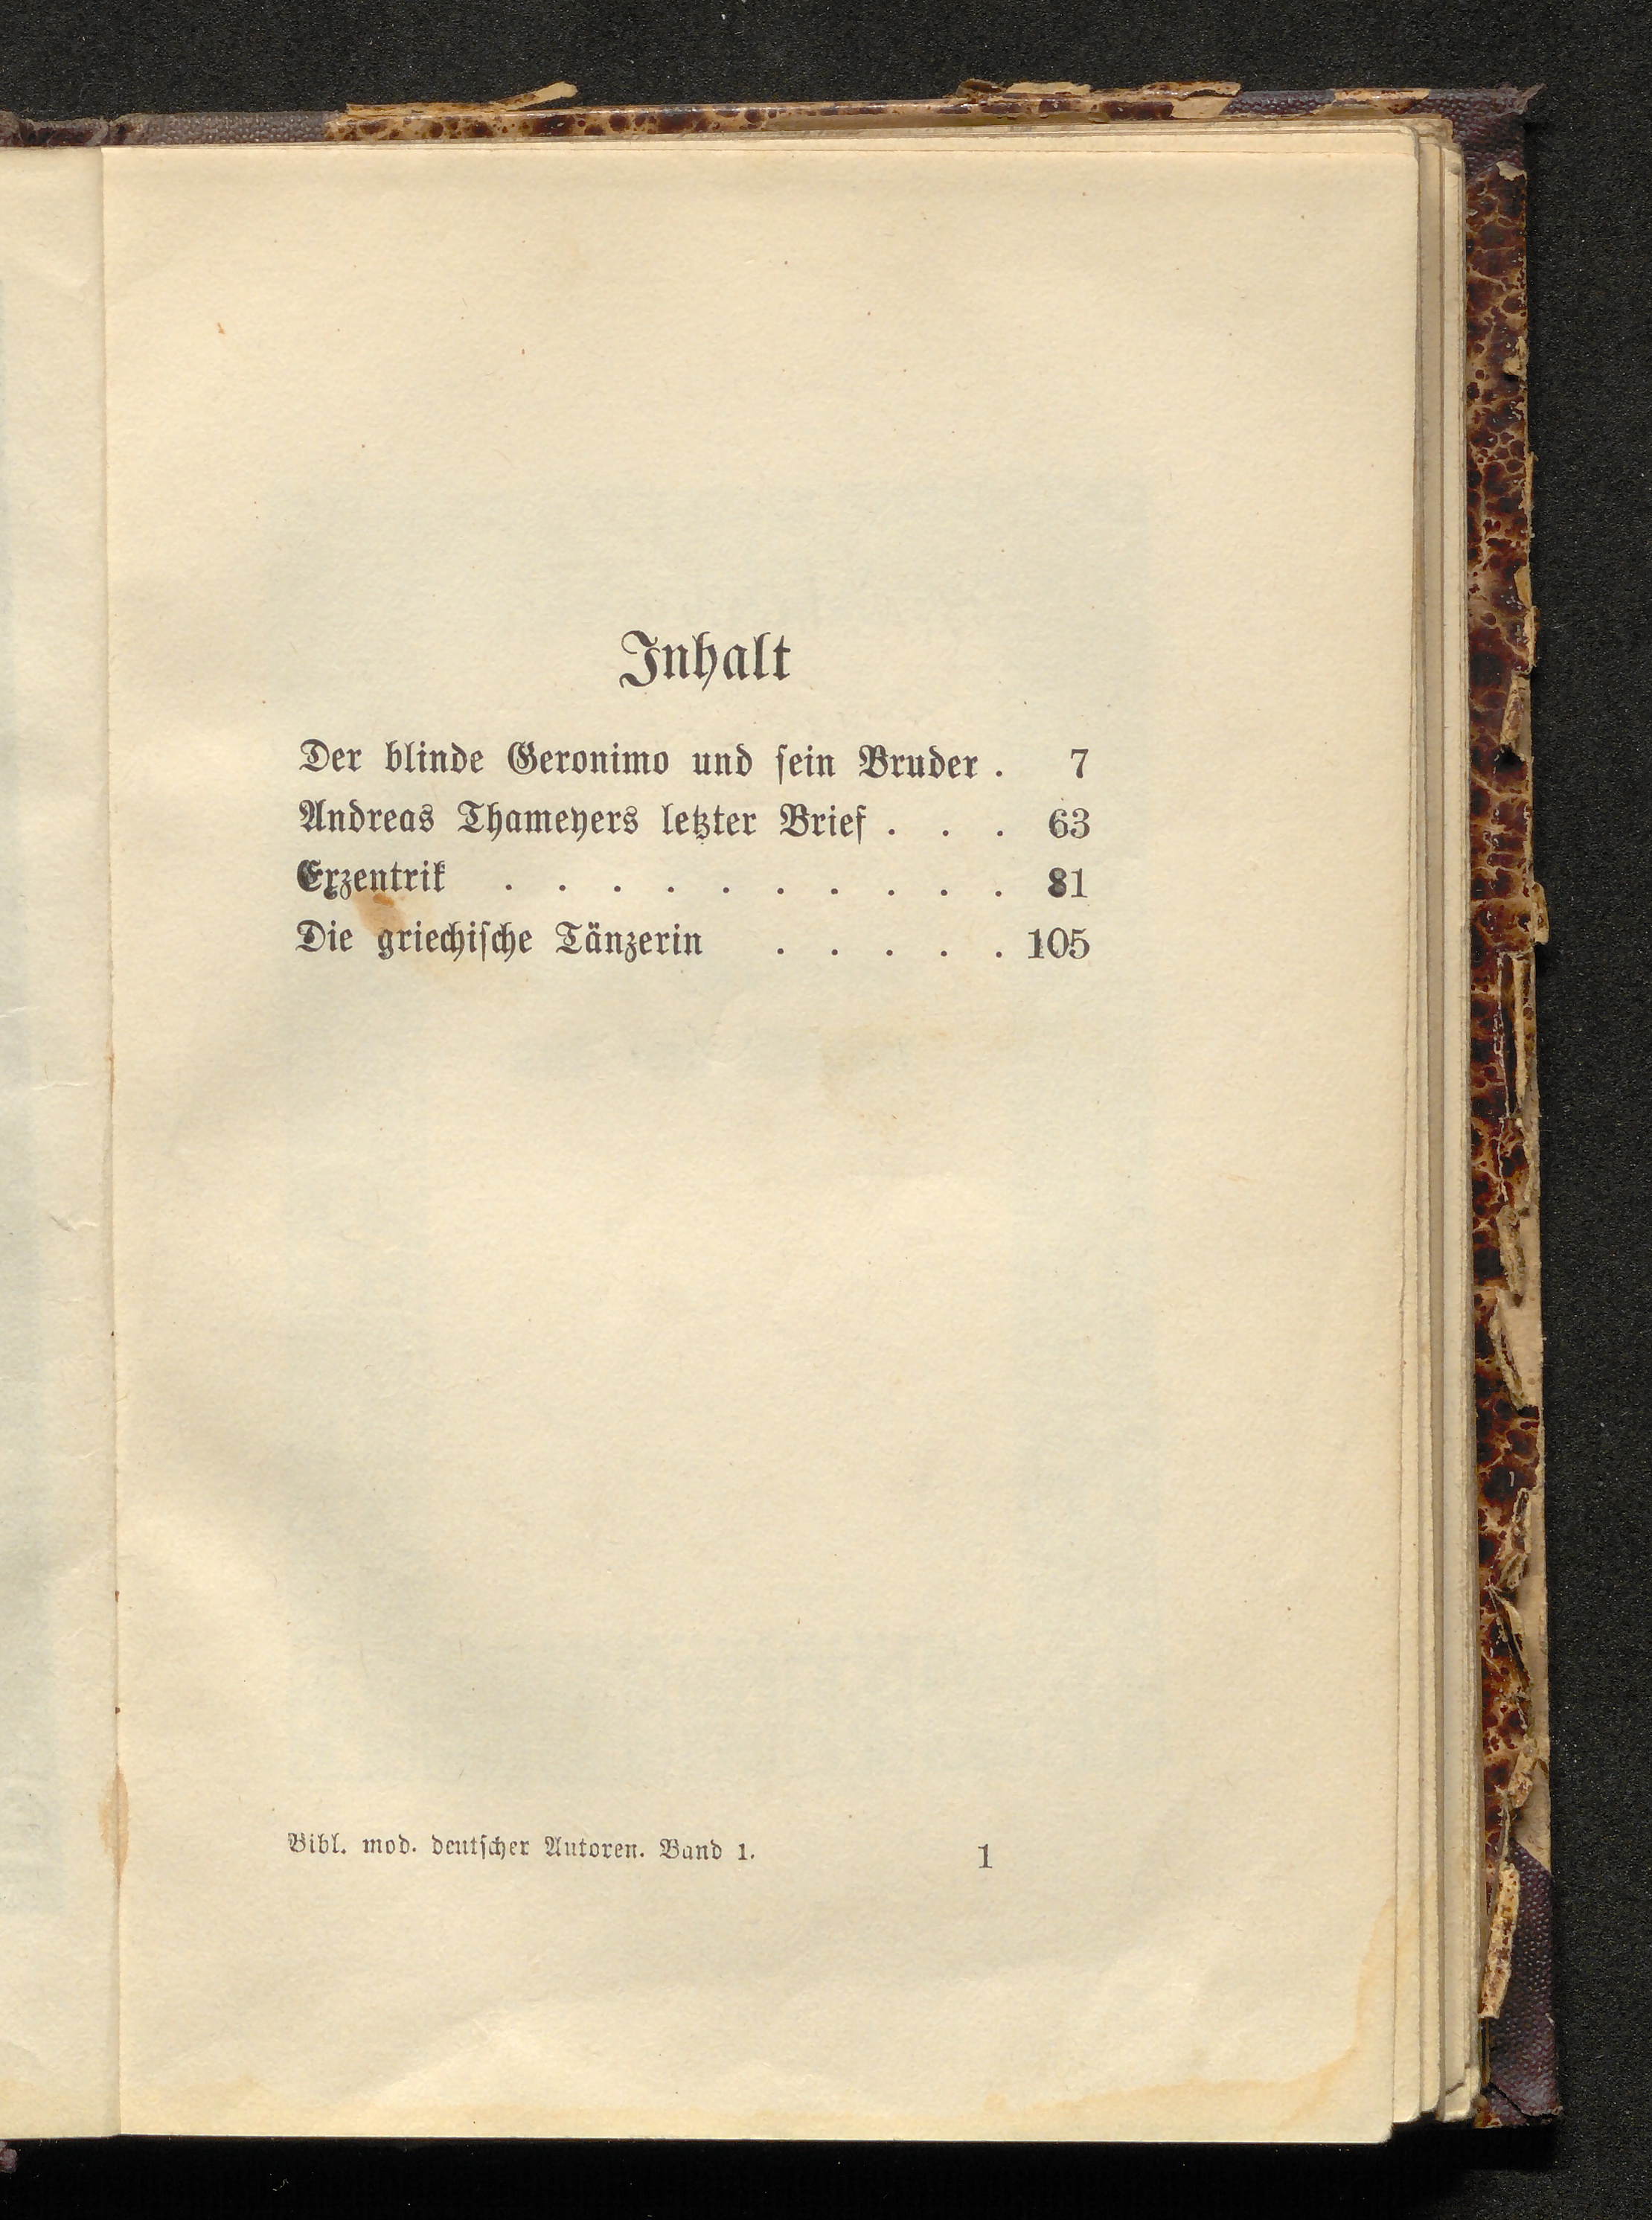 Inhalt
Der blinde Geronimo und sein Bruder . 7
Andreas Thameyers letzter Brief . . . 63
Exzentrik . . . . . . . . . . 81
Die griechische Tänzerin . . . . . 105
Bibl. mod. deutscher Autoren. Band 1. 1